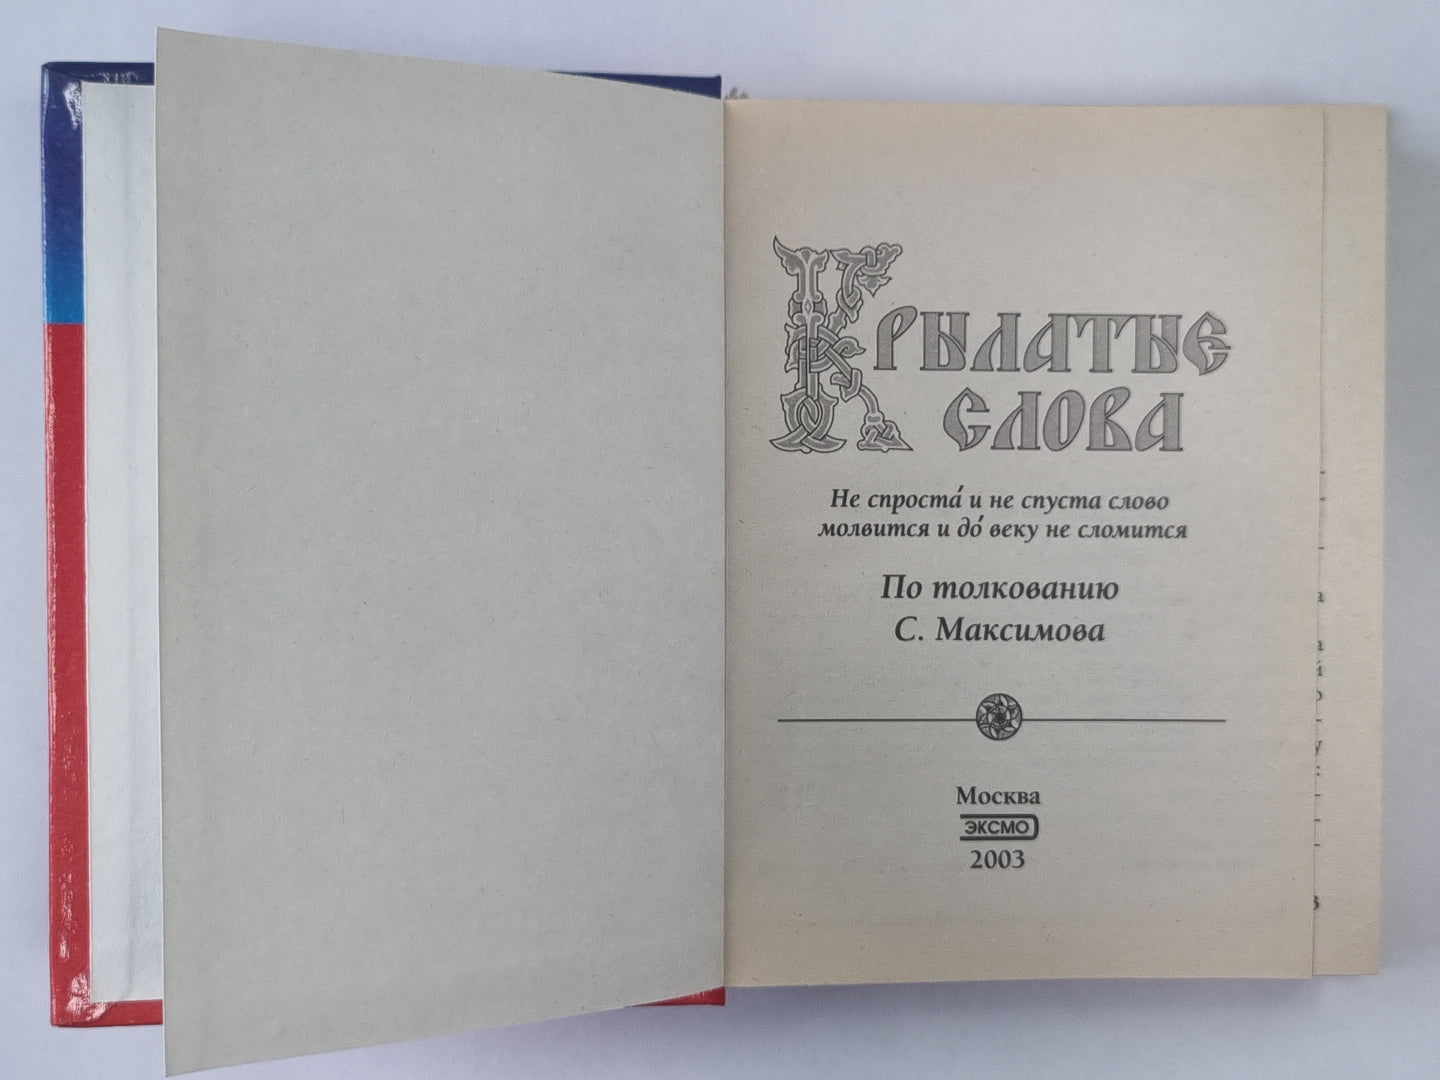 Крылатые
слова
Не спроста́ и не спуста слово
молвится и до́ веку не сломится
По толкованию
С. Максимова
Москва
ЭКСМО
2003